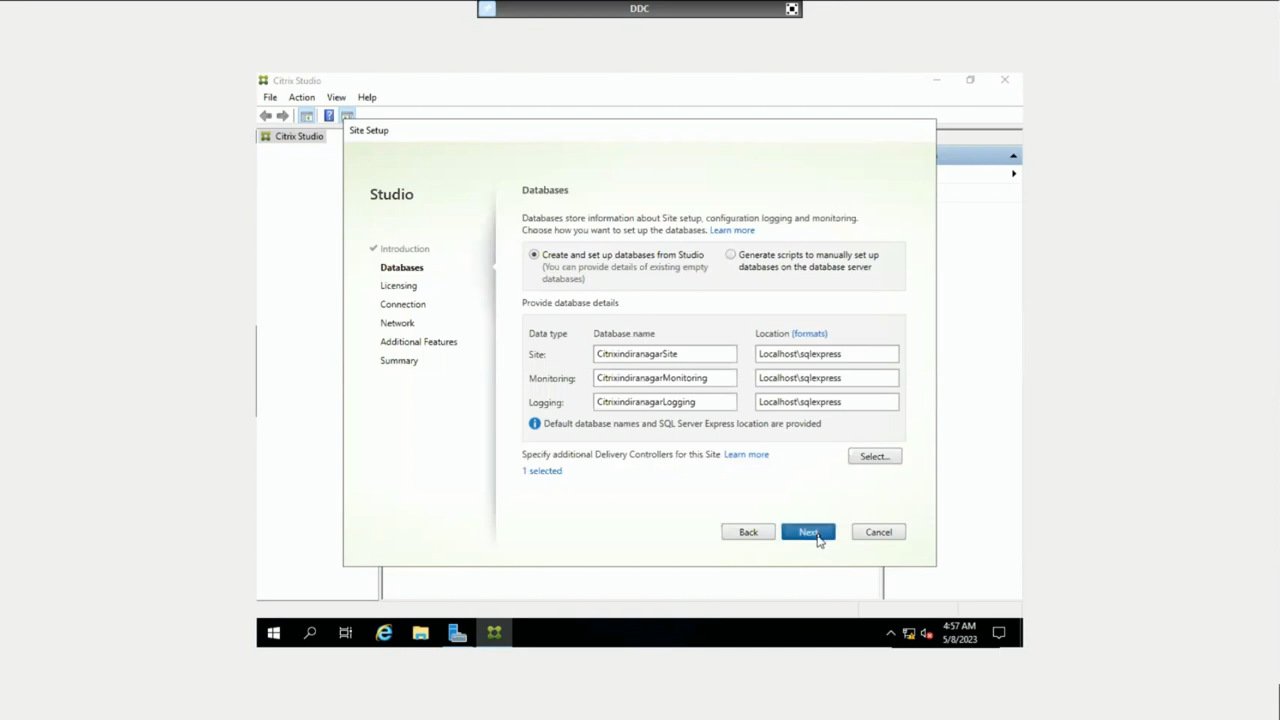 DDC
Citrix Studio
File Action View Help
Citrix Studio
Site Setup
Studio
Introduction
Databases
Licensing
Connection
Network
Additional Features
Summary
Databases
Databases store information about Site setup, configuration logging and monitoring.
Choose how you want to set up the databases. Learn more
Create and set up databases from Studio
(You can provide details of existing empty
databases)
Generate scripts to manually set up
databases on the database server
Provide database details
Data type Database name Location (formats)
Site: CitrixindiranagarSite Localhost\sqlexpress
Monitoring: CitrixindiranagarMonitoring Localhost\sqlexpress
Logging: CitrixindiranagarLogging Localhost\sqlexpress
Default database names and SQL Server Express location are provided
Specify additional Delivery Controllers for this Site Learn more
Select...
1 selected
Back Next Cancel
4:57 AM
5/8/2023